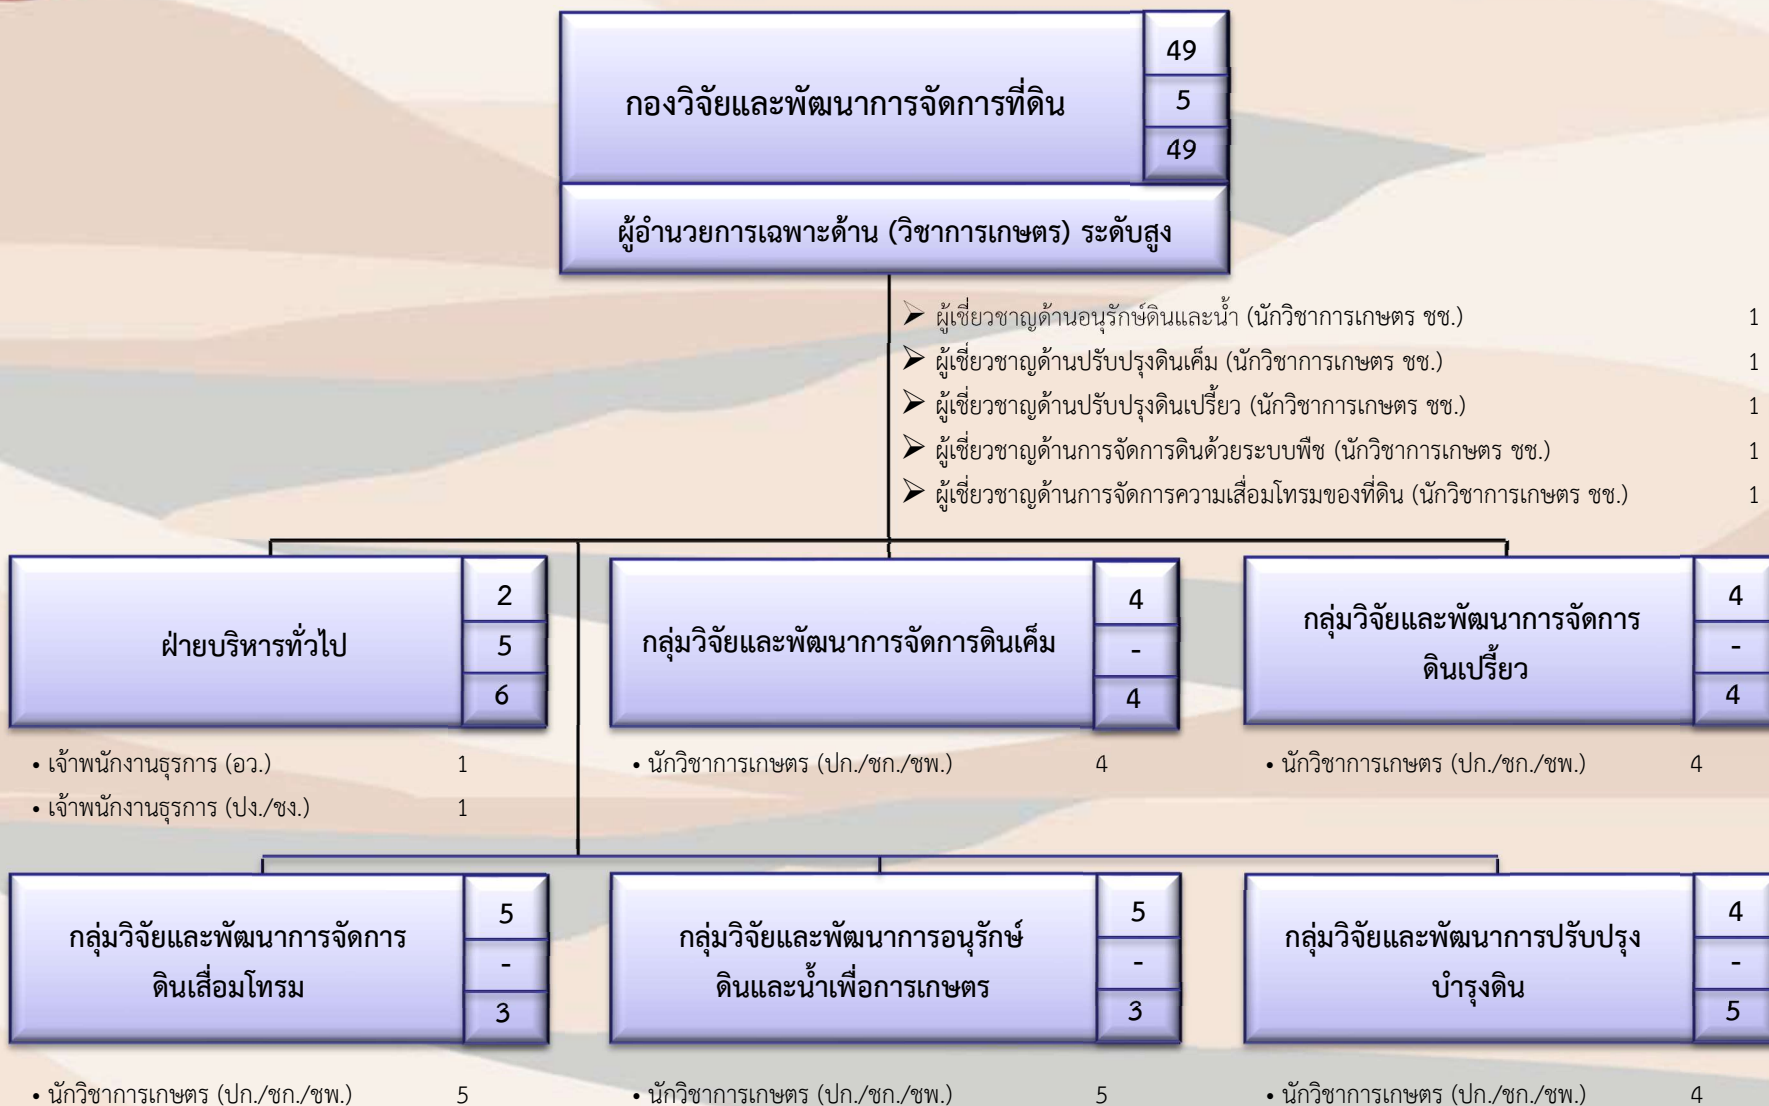 กองวิจัยและพัฒนาการจัดการที่ดิน
49
5
49
ผู้อำนวยการเฉพาะด้าน (วิชาการเกษตร) ระดับสูง
➢ ผู้เชี่ยวชาญด้านอนุรักษ์ดินและน้ำ (นักวิชาการเกษตร ชช.) 1
➢ ผู้เชี่ยวชาญด้านปรับปรุงดินเค็ม (นักวิชาการเกษตร ชช.) 1
➢ ผู้เชี่ยวชาญด้านปรับปรุงดินเปรี้ยว (นักวิชาการเกษตร ชช.) 1
➢ ผู้เชี่ยวชาญด้านการจัดการดินด้วยระบบพืช (นักวิชาการเกษตร ชช.) 1
➢ ผู้เชี่ยวชาญด้านการจัดการความเสื่อมโทรมของที่ดิน (นักวิชาการเกษตร ชช.) 1
ฝ่ายบริหารทั่วไป
2
5
6
• เจ้าพนักงานธุรการ (อว.) 1
• เจ้าพนักงานธุรการ (ปง./ชง.) 1
กลุ่มวิจัยและพัฒนาการจัดการดินเค็ม
4
-
4
• นักวิชาการเกษตร (ปก./ชก./ชพ.) 4
กลุ่มวิจัยและพัฒนาการจัดการ
ดินเปรี้ยว
4
-
4
• นักวิชาการเกษตร (ปก./ชก./ชพ.) 4
กลุ่มวิจัยและพัฒนาการจัดการ
ดินเสื่อมโทรม
5
-
3
• นักวิชาการเกษตร (ปก./ชก./ชพ.) 5
กลุ่มวิจัยและพัฒนาการอนุรักษ์
ดินและน้ำเพื่อการเกษตร
5
-
3
• นักวิชาการเกษตร (ปก./ชก./ชพ.) 5
กลุ่มวิจัยและพัฒนาการปรับปรุง
บำรุงดิน
4
-
5
• นักวิชาการเกษตร (ปก./ชก./ชพ.) 4